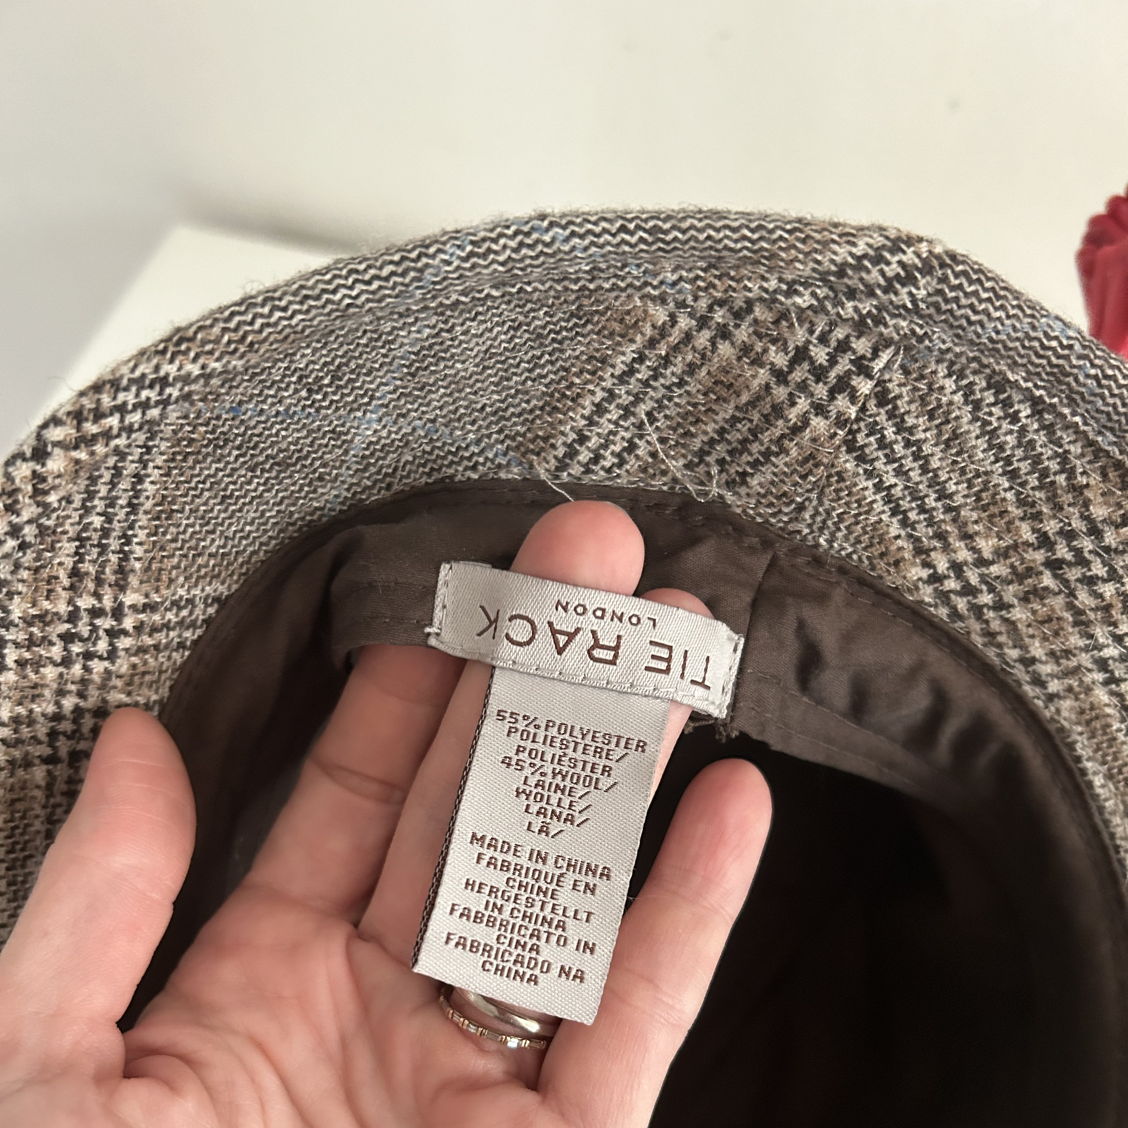 TIE RACK
LONDON
55% POLYESTER
POLIESTERE/
POLIÉSTER
45% WOOL/
LAINE/
WOLLE/
LANA/
LÃ/
MADE IN CHINA
FABRIQUÉ EN
CHINE
HERGESTELLT
IN CHINA
FABBRICATO IN
CINA
FABRICADO NA
CHINA